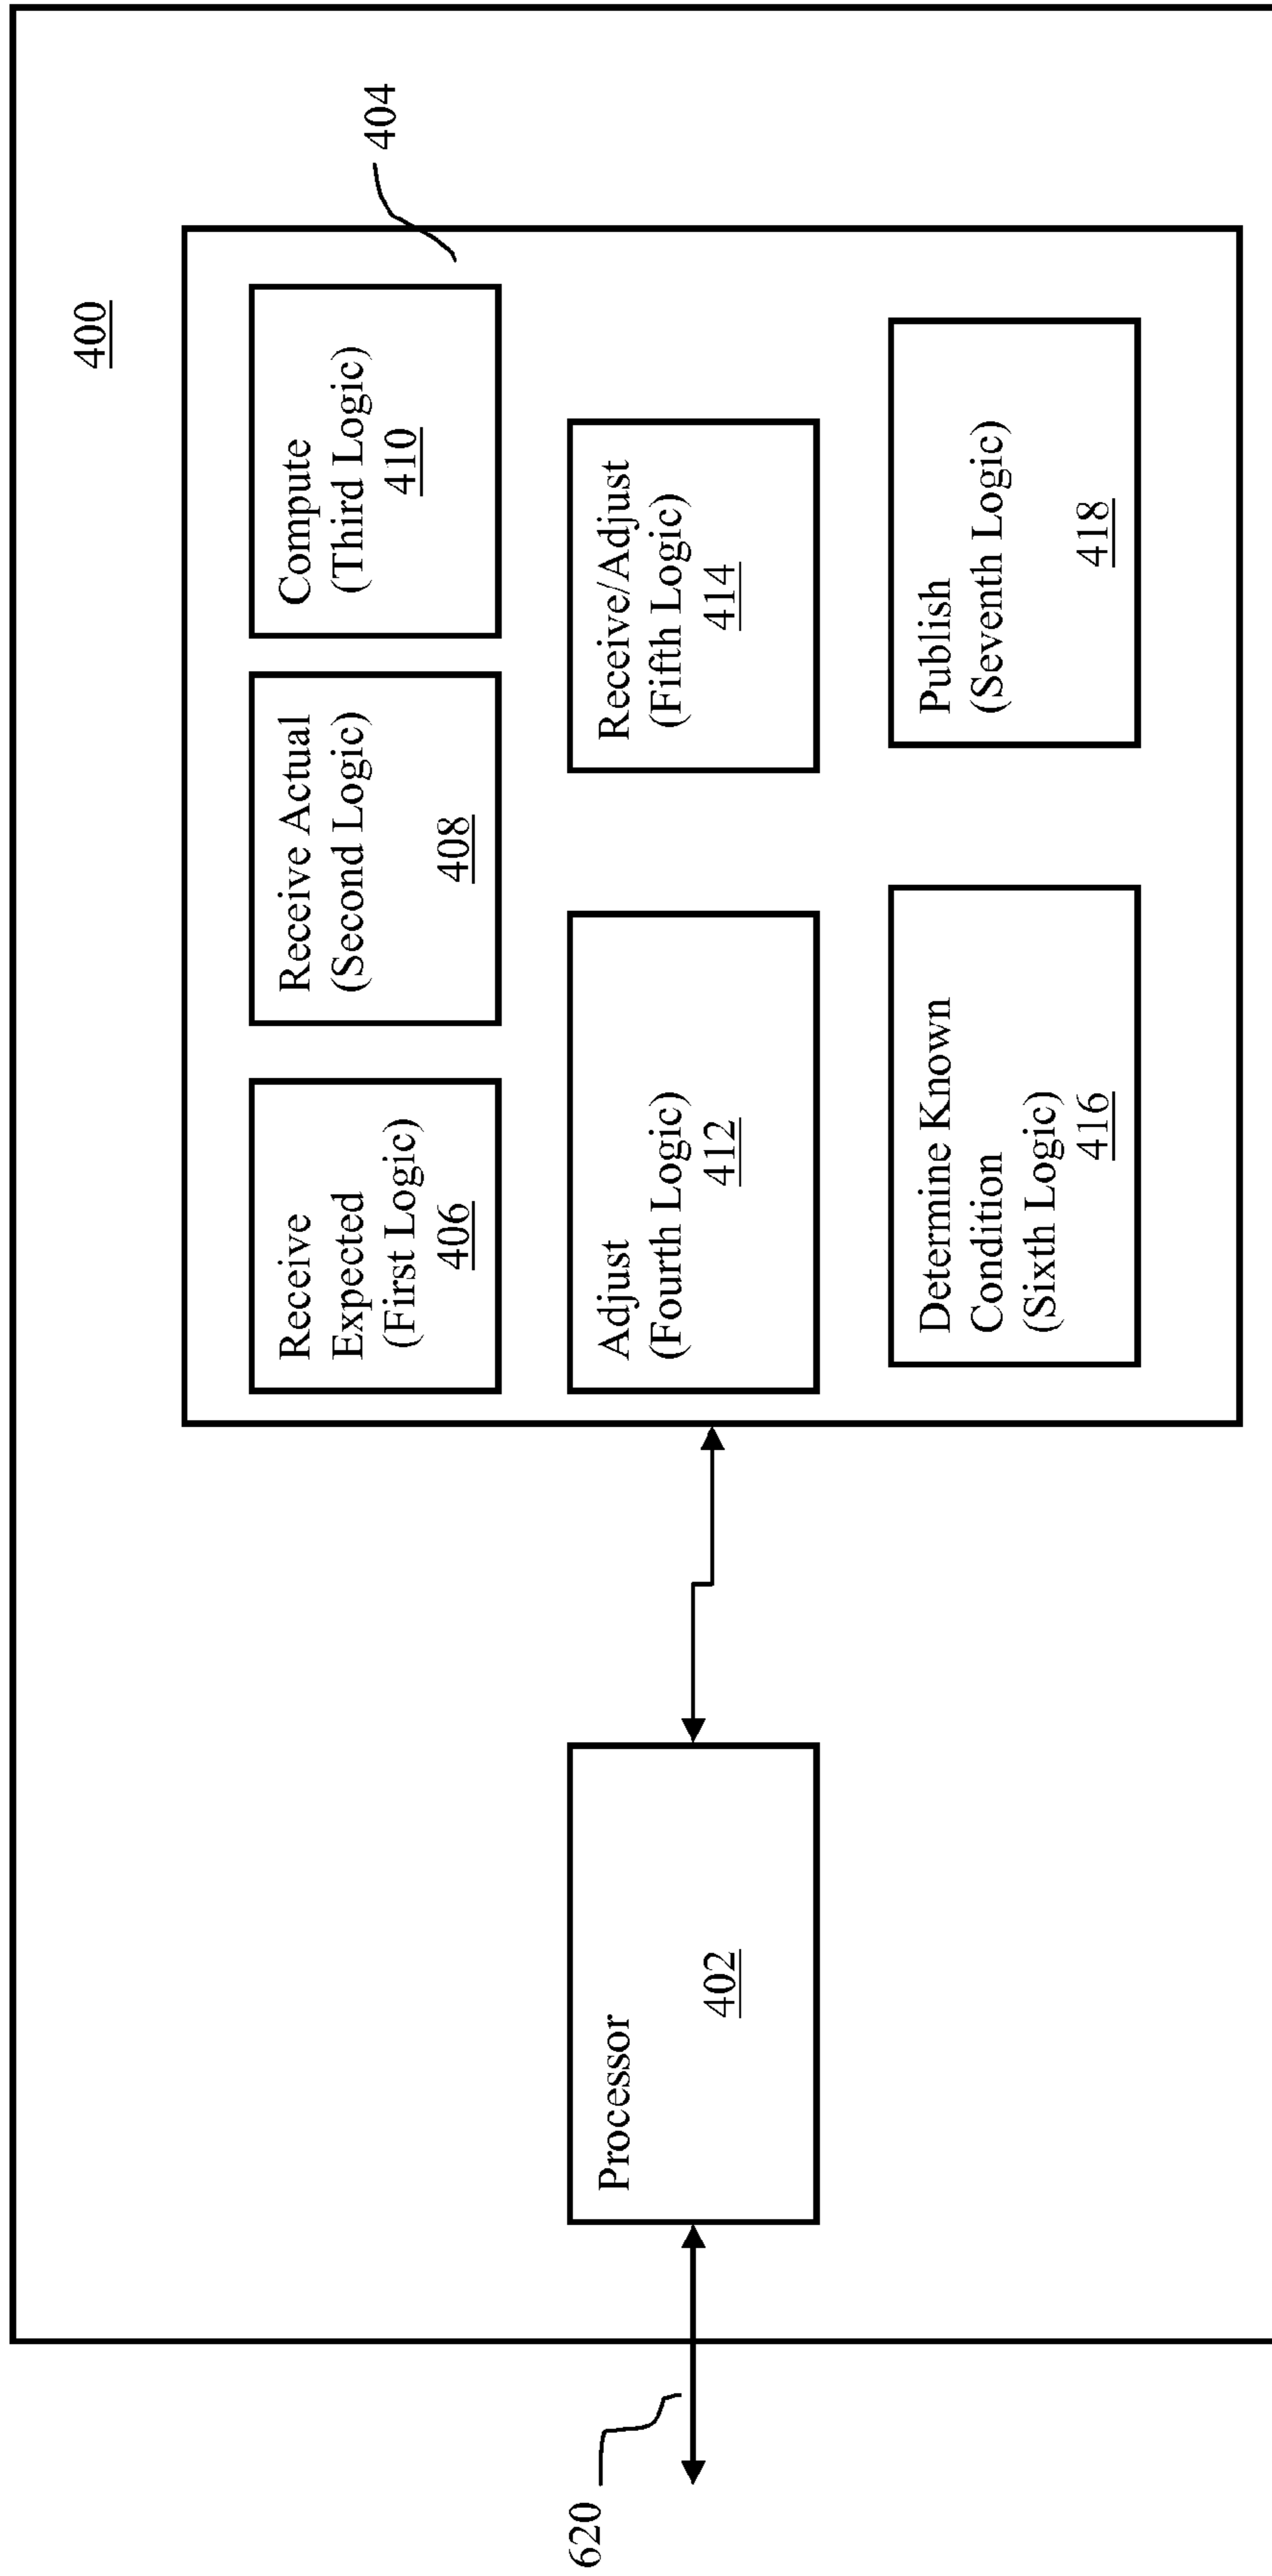 400
404
Receive
Expected
(First Logic)
406
Receive Actual
(Second Logic)
408
Compute
(Third Logic)
410
Adjust
(Fourth Logic)
412
Receive/Adjust
(Fifth Logic)
414
Determine Known
Condition
(Sixth Logic)
416
Publish
(Seventh Logic)
418
Processor
402
620